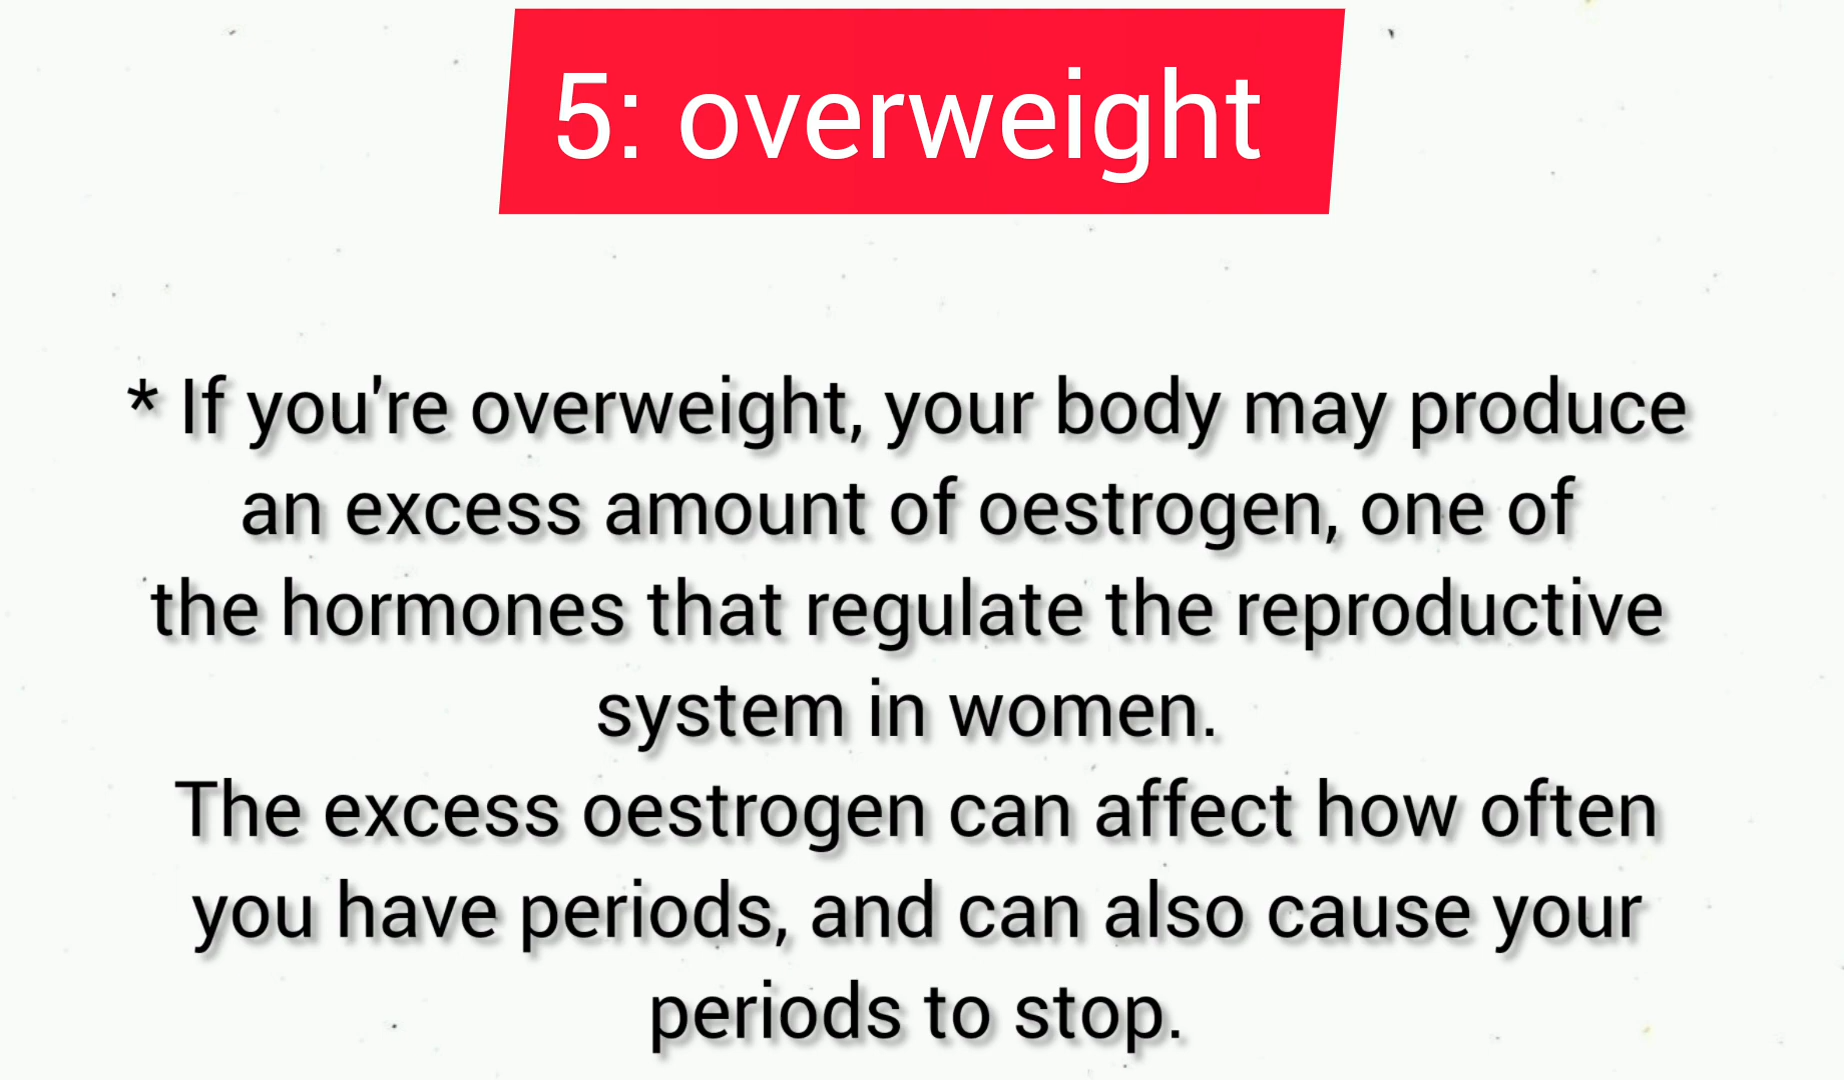 5: overweight
* If you're overweight, your body may produce
an excess amount of oestrogen, one of
the hormones that regulate the reproductive
system in women.
The excess oestrogen can affect how often
you have periods, and can also cause your
periods to stop.